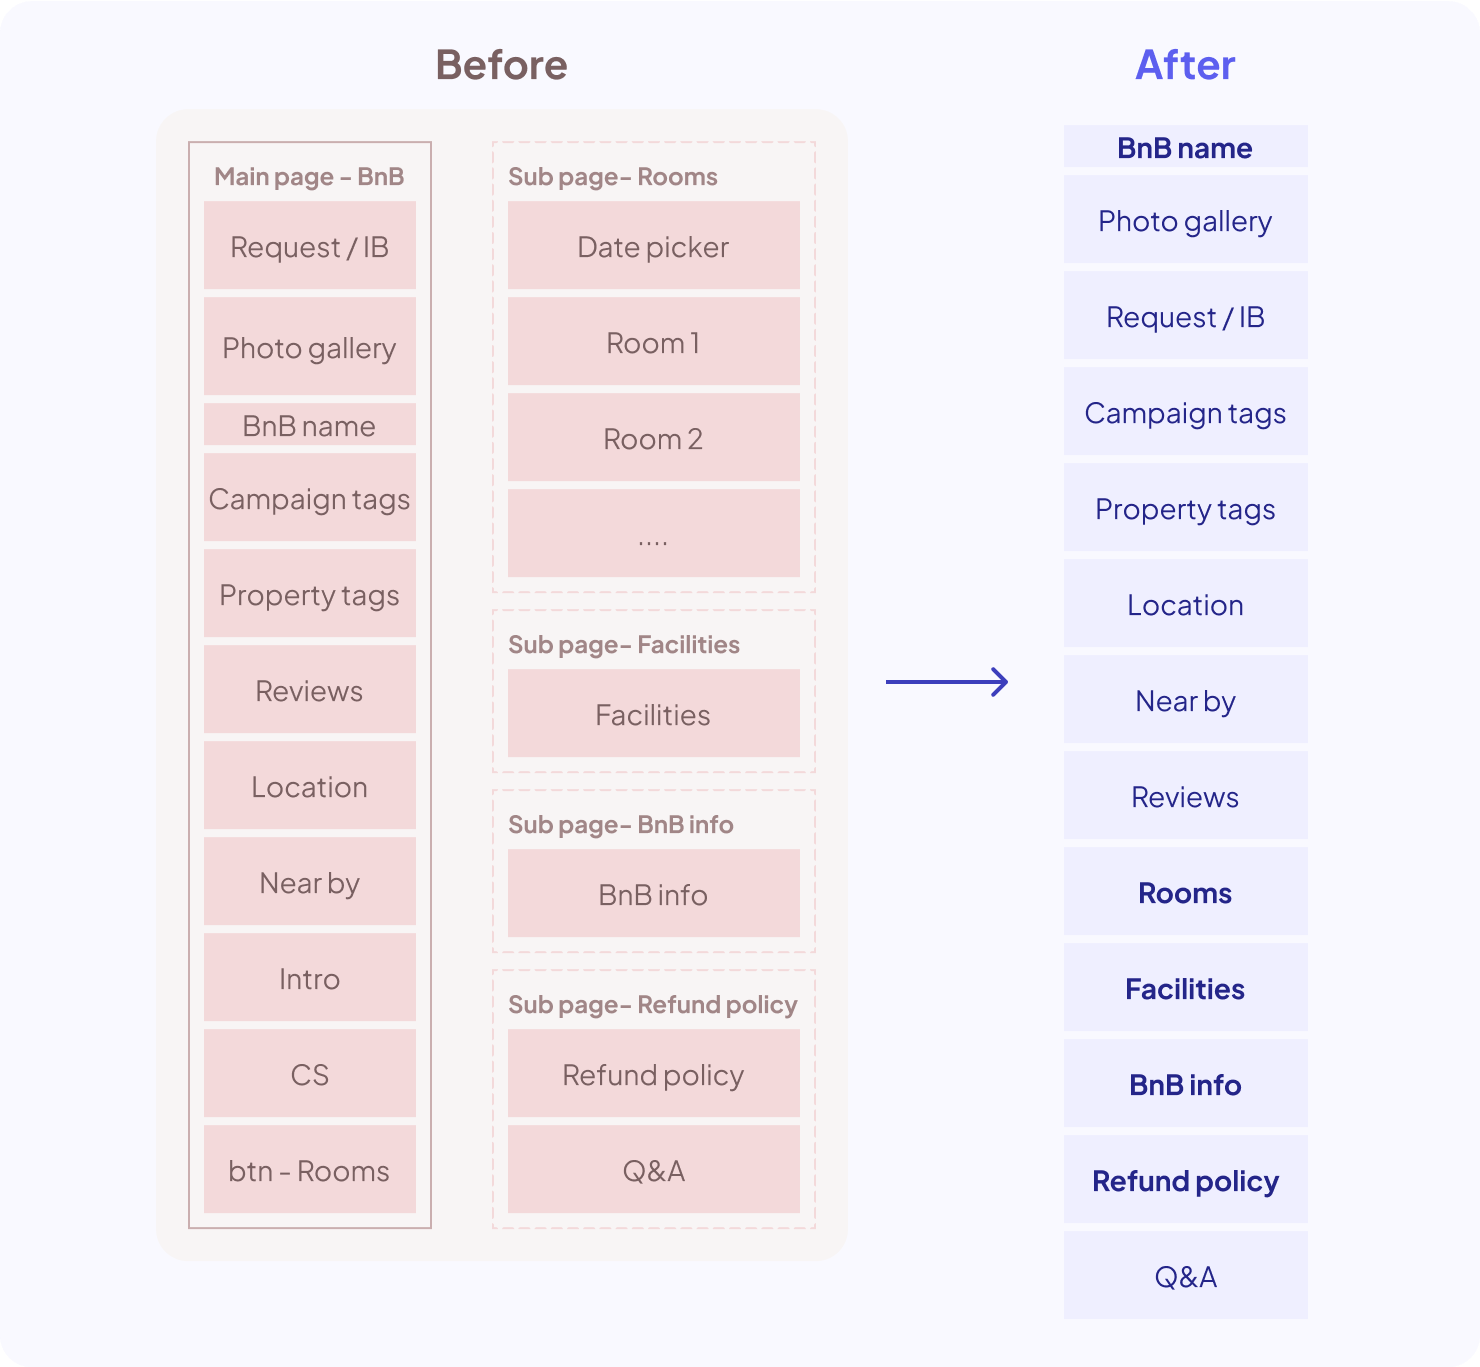 Before
Main page - BnB
Request / IB
Photo gallery
BnB name
Campaign tags
Property tags
Reviews
Location
Near by
Intro
CS
btn - Rooms
Sub page- Rooms
Date picker
Room 1
Room 2
....
Sub page- Facilities
Facilities
Sub page- BnB info
BnB info
Sub page- Refund policy
Refund policy
Q&A
After
BnB name
Photo gallery
Request / IB
Campaign tags
Property tags
Location
Near by
Reviews
Rooms
Facilities
BnB info
Refund policy
Q&A